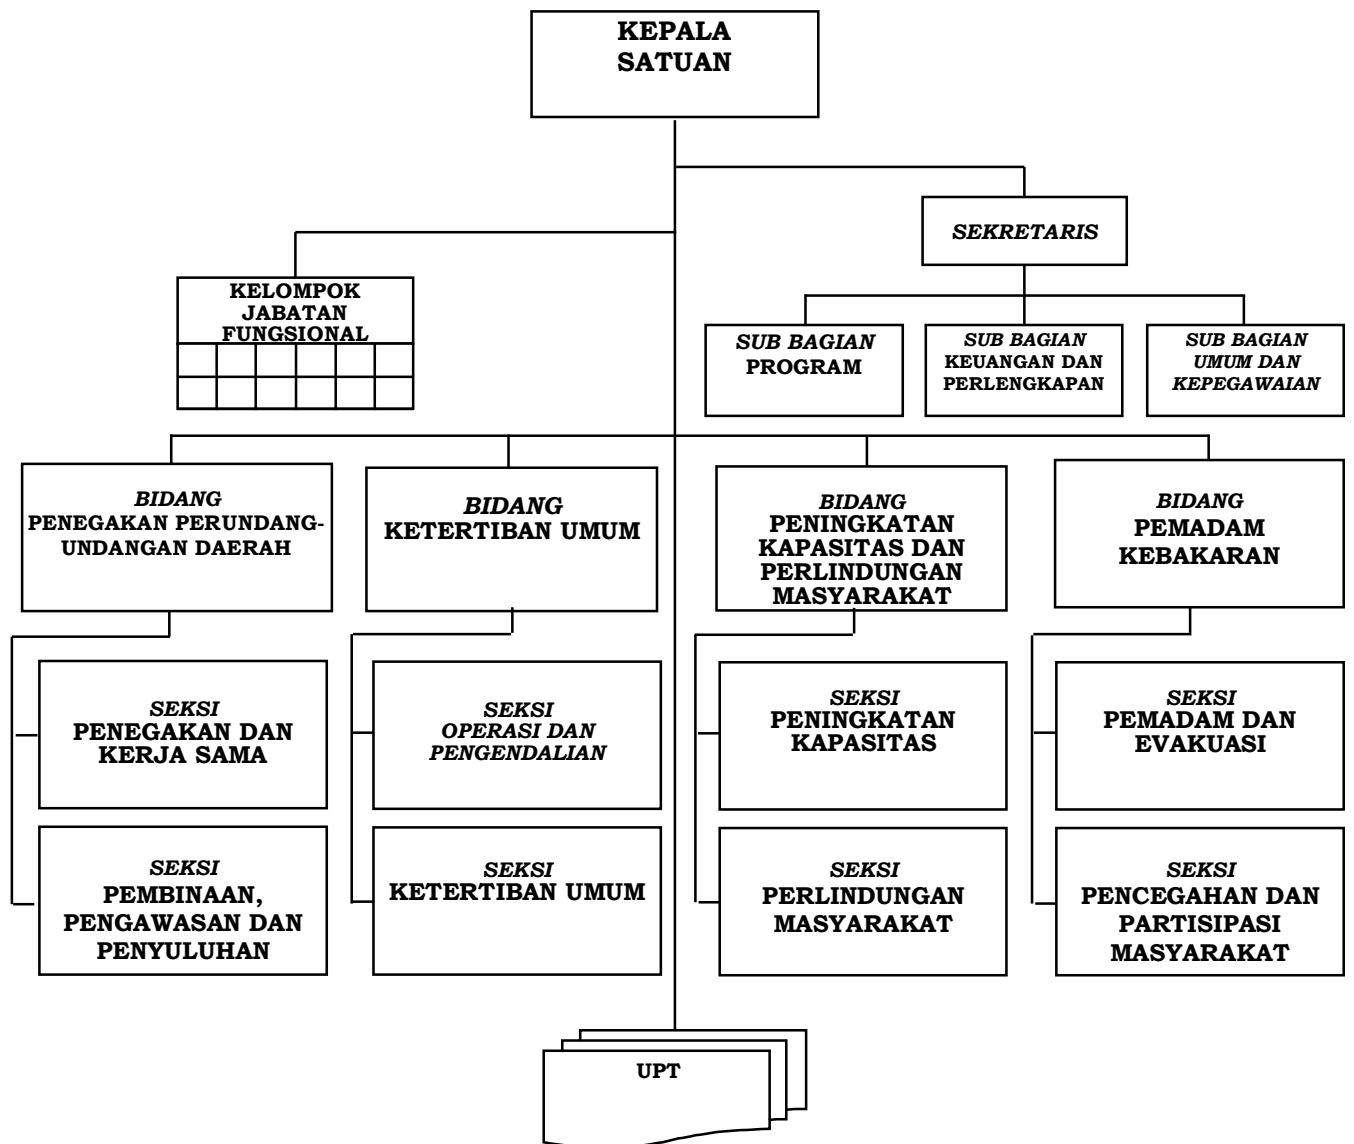 KEPALA
SATUAN
SEKRETARIS
KELOMPOK
JABATAN
FUNGSIONAL
SUB BAGIAN
PROGRAM
SUB BAGIAN
KEUANGAN DAN
PERLENGKAPAN
SUB BAGIAN
UMUM DAN
KEPEGAWAIAN
BIDANG
PENEGAKAN PERUNDANG-
UNDANGAN DAERAH
BIDANG
KETERTIBAN UMUM
BIDANG
PENINGKATAN
KAPASITAS DAN
PERLINDUNGAN
MASYARAKAT
BIDANG
PEMADAM
KEBAKARAN
SEKSI
PENEGAKAN DAN
KERJA SAMA
SEKSI
OPERASI DAN
PENGENDALIAN
SEKSI
PENINGKATAN
KAPASITAS
SEKSI
PEMADAM DAN
EVAKUASI
SEKSI
PEMBINAAN,
PENGAWASAN DAN
PENYULUHAN
SEKSI
KETERTIBAN UMUM
SEKSI
PERLINDUNGAN
MASYARAKAT
SEKSI
PENCEGAHAN DAN
PARTISIPASI
MASYARAKAT
UPT